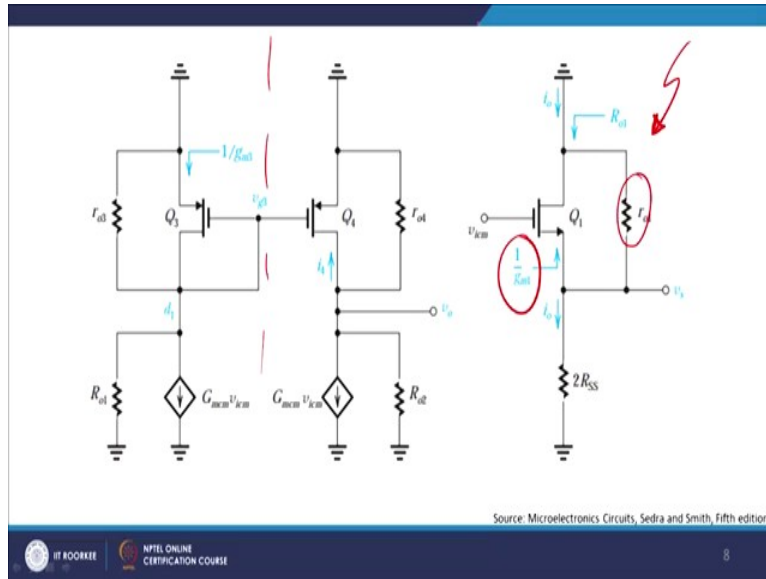 1/g_m3
r_o3
Q_3
v_g3
Q_4
r_o4
i_4
d_1
v_o
R_o1
G_mcm v_icm
G_mcm v_icm
R_o2
i_o
R_o1
Q_1
v_icm
1/g_m1
i_o
v_s
2R_SS
Source: Microelectronics Circuits, Sedra and Smith, Fifth edition
IIT ROORKEE
NPTEL ONLINE
CERTIFICATION COURSE
8